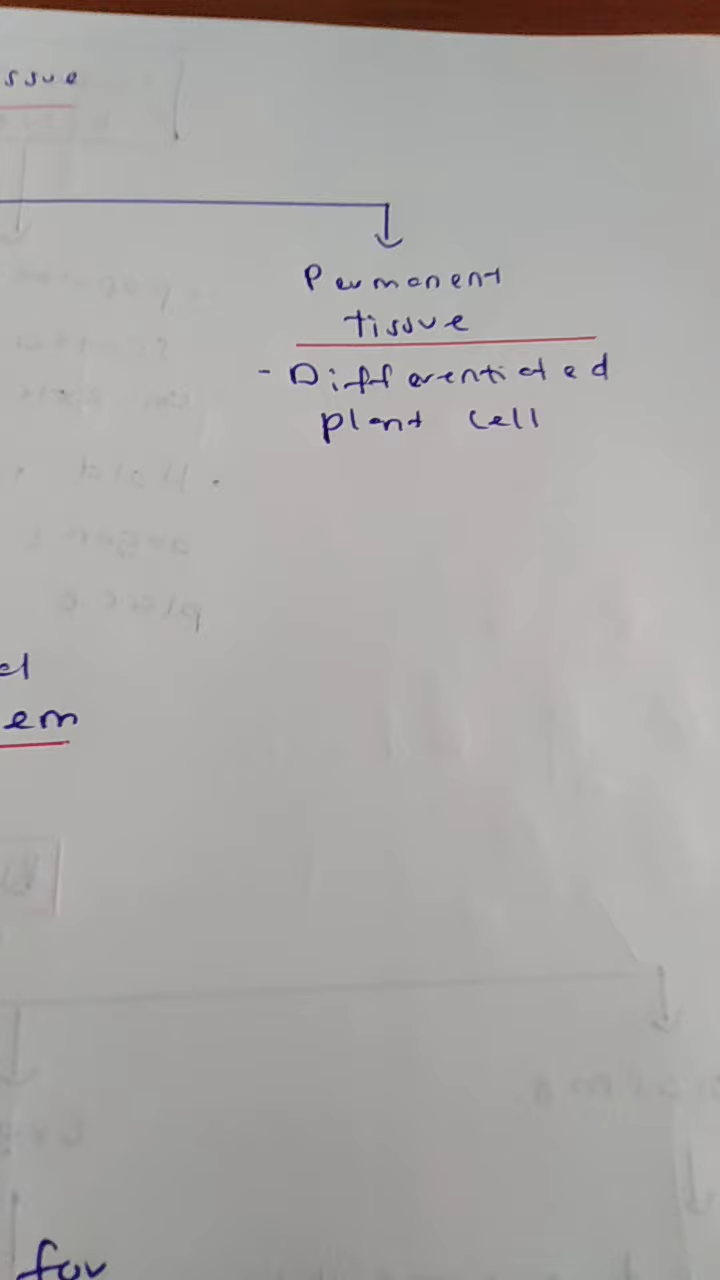 ssue
Permanent
tissue
- Differentiated
plant cell
em
for